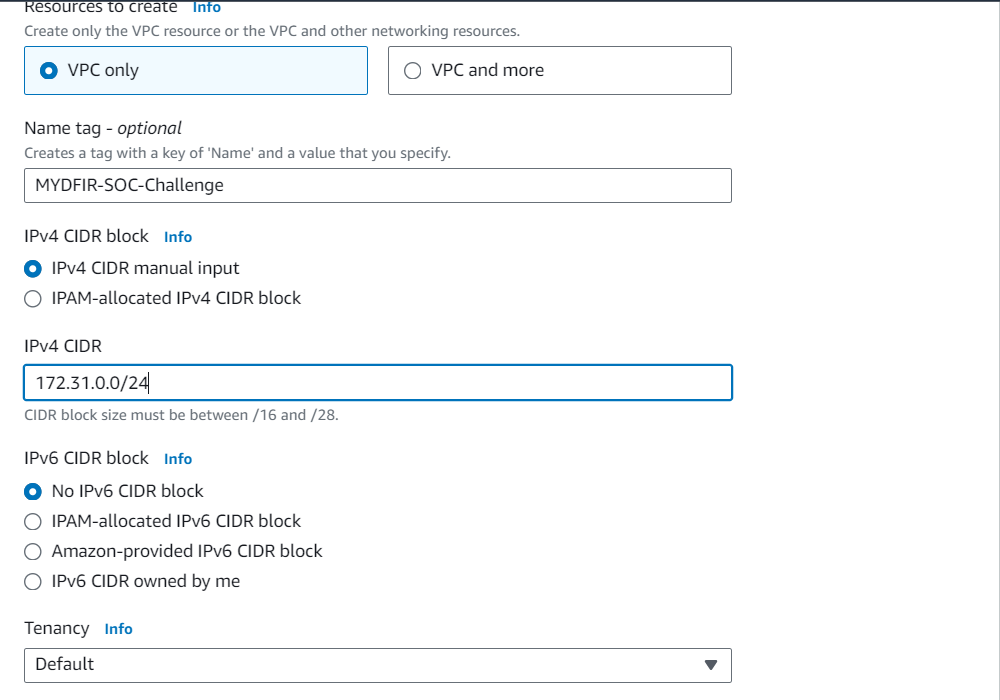 Resources to create Info
Create only the VPC resource or the VPC and other networking resources.
VPC only VPC and more
Name tag - optional
Creates a tag with a key of 'Name' and a value that you specify.
MYDFIR-SOC-Challenge
IPv4 CIDR block Info
IPv4 CIDR manual input
IPAM-allocated IPv4 CIDR block
IPv4 CIDR
172.31.0.0/24
CIDR block size must be between /16 and /28.
IPv6 CIDR block Info
No IPv6 CIDR block
IPAM-allocated IPv6 CIDR block
Amazon-provided IPv6 CIDR block
IPv6 CIDR owned by me
Tenancy Info
Default